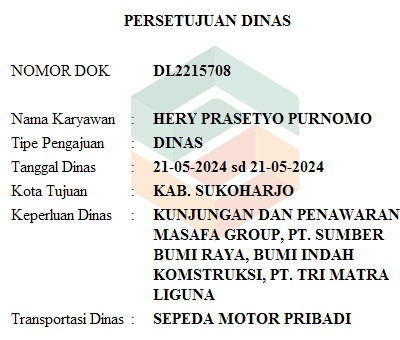 PERSETUJUAN DINAS
NOMOR DOK DL2215708
Nama Karyawan : HERY PRASETYO PURNOMO
Tipe Pengajuan : DINAS
Tanggal Dinas : 21-05-2024 sd 21-05-2024
Kota Tujuan : KAB. SUKOHARJO
Keperluan Dinas : KUNJUNGAN DAN PENAWARAN
MASAFA GROUP, PT. SUMBER
BUMI RAYA, BUMI INDAH
KOMSTRUKSI, PT. TRI MATRA
LIGUNA
Transportasi Dinas : SEPEDA MOTOR PRIBADI